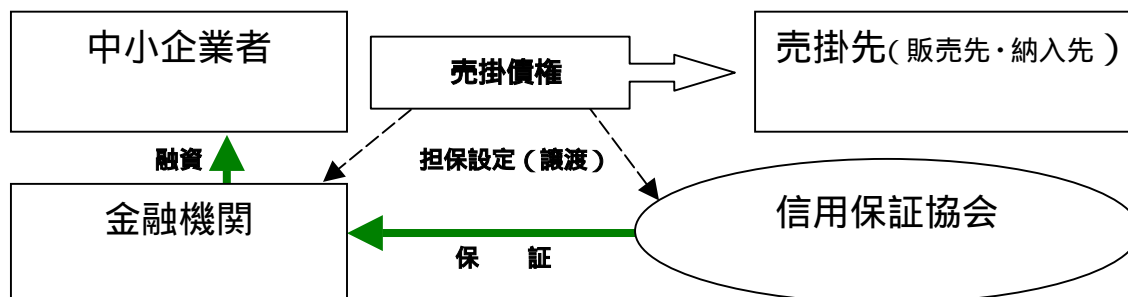 中小企業者
売掛債権
売掛先(販売先・納入先)
融資
担保設定(譲渡)
金融機関
信用保証協会
保 証